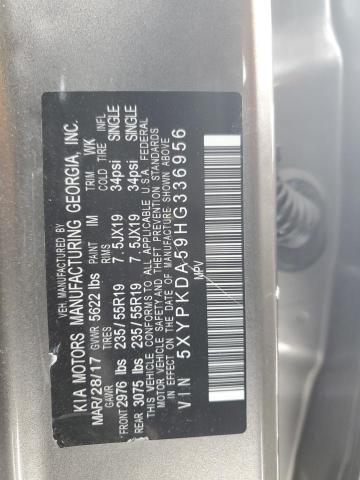 VEH MANUFACTURED BY
KIA MOTORS MANUFACTURING GEORGIA, INC.
MAR/28/17 GVWR 5622 lbs PAINT IM TRIM WK
GAWR TIRES RIMS COLD TIRE INFL
FRONT 2976 lbs 235/55R19 7.5JX19 34psi SINGLE
REAR 3075 lbs 235/55R19 7.5JX19 34psi SINGLE
THIS VEHICLE CONFORMS TO ALL APPLICABLE U.S.A FEDERAL
MOTOR VEHICLE SAFETY, BUMPER, AND THEFT PREVENTION STANDARDS
IN EFFECT ON THE DATE OF MANUFACTURE SHOWN ABOVE.
VIN 5XYPKDA59HG336956
MPV